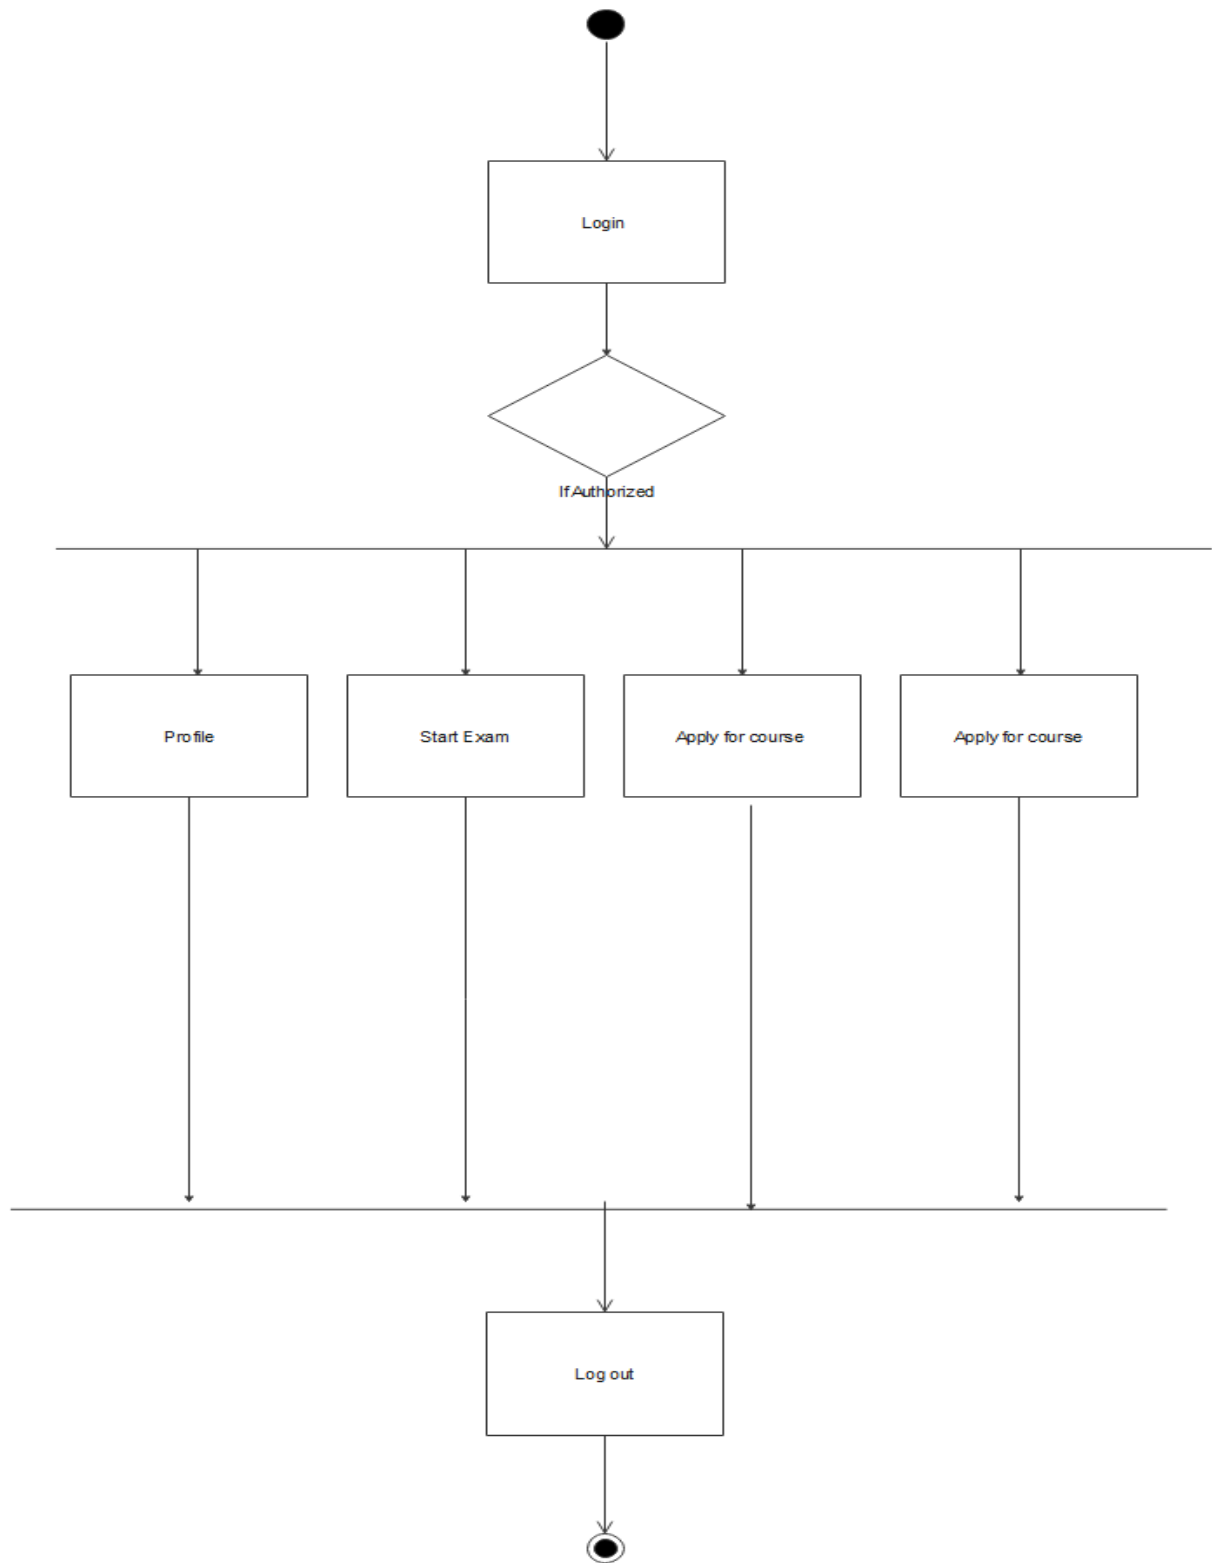 Login
If Authorized
Profile
Start Exam
Apply for course
Apply for course
Log out